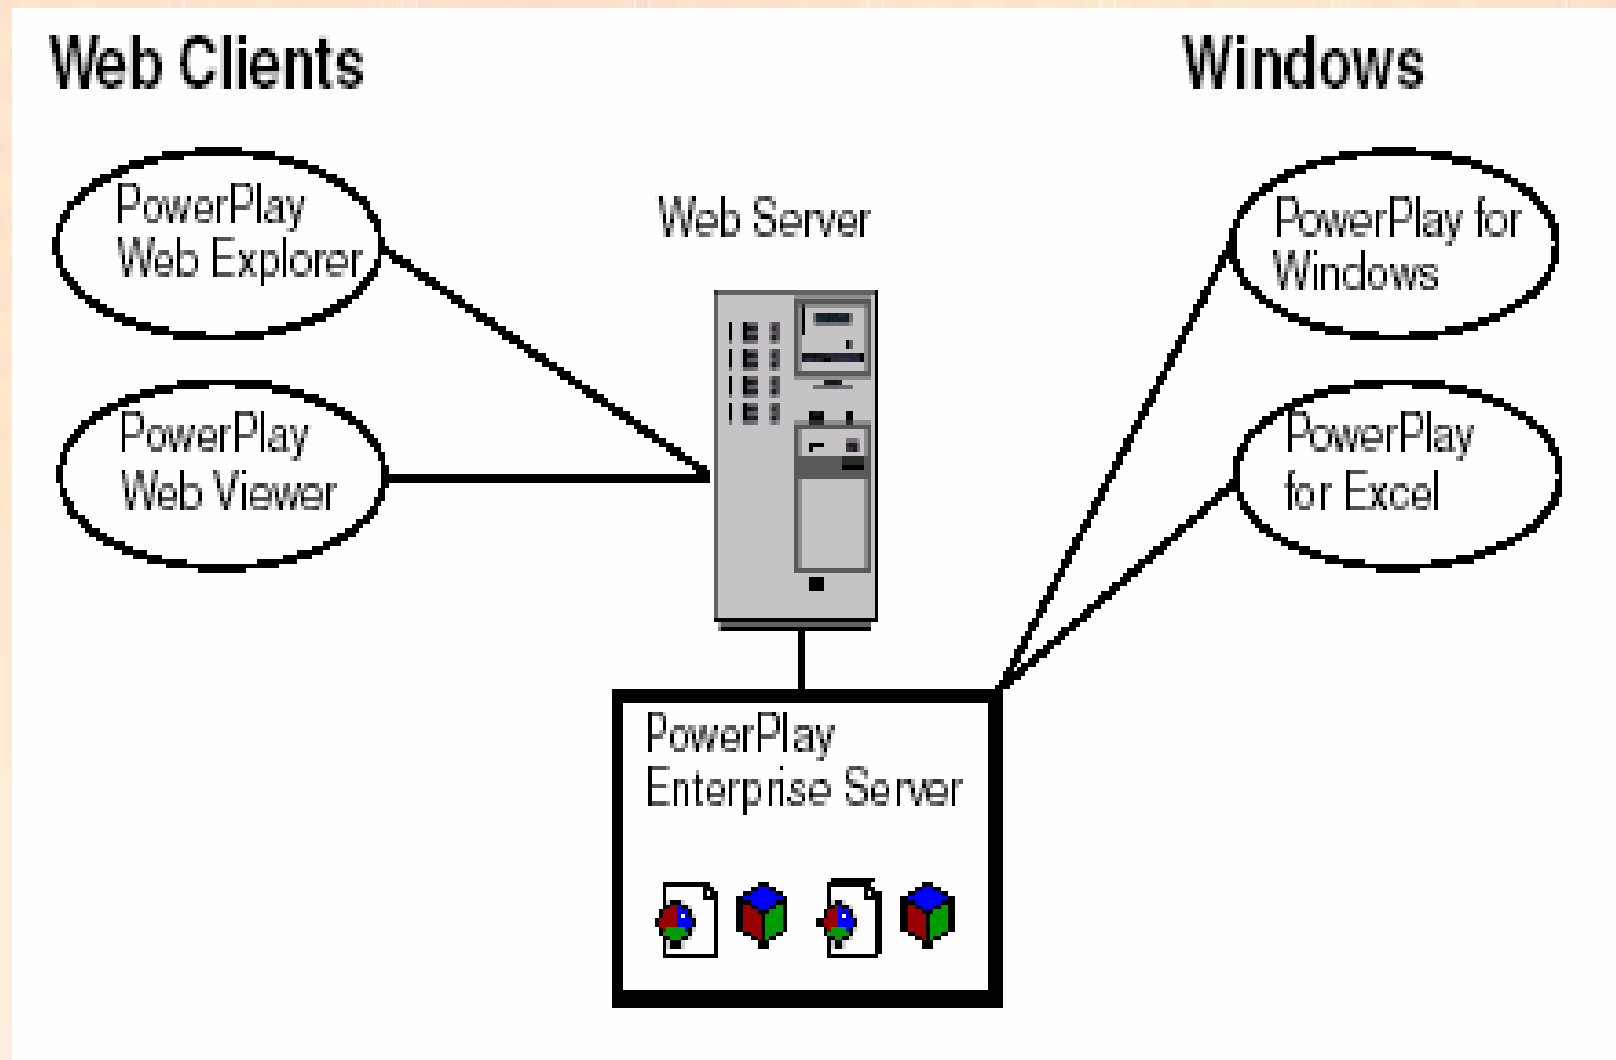 Web Clients
Windows
PowerPlay
Web Explorer
Web Server
PowerPlay for
Windows
PowerPlay
Web Viewer
PowerPlay
for Excel
PowerPlay
Enterprise Server